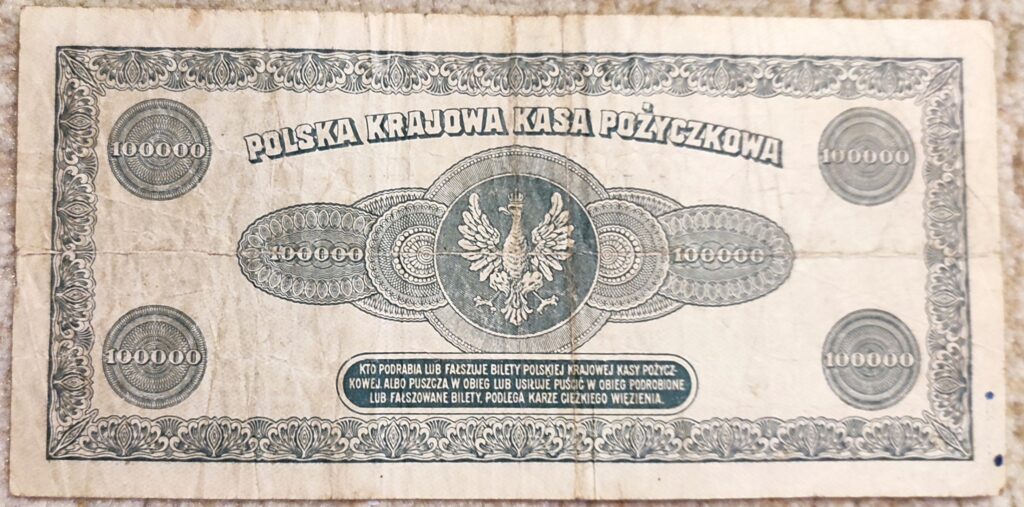 POLSKA KRAJOWA KASA POŻYCZKOWA
100000
100000
100000
100000
100000
100000
KTO PODRABIA LUB FAŁSZUJE BILETY POLSKIEJ KRAJOWEJ KASY POŻYCZ-
KOWEJ, ALBO PUSZCZA W OBIEG LUB USIŁUJE PUŚCIĆ W OBIEG PODROBIONE
LUB FAŁSZOWANE BILETY, PODLEGA KARZE CIĘŻKIEGO WIĘZIENIA.